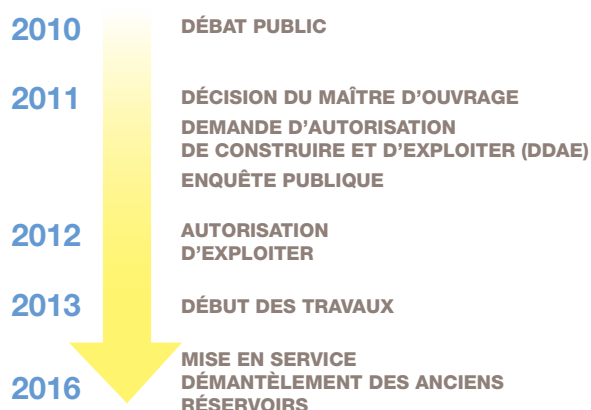 2010
DÉBAT PUBLIC
2011
DÉCISION DU MAÎTRE D'OUVRAGE
DEMANDE D'AUTORISATION
DE CONSTRUIRE ET D'EXPLOITER (DDAE)
ENQUÊTE PUBLIQUE
2012
AUTORISATION
D'EXPLOITER
2013
DÉBUT DES TRAVAUX
2016
MISE EN SERVICE
DÉMANTÈLEMENT DES ANCIENS
RÉSERVOIRS